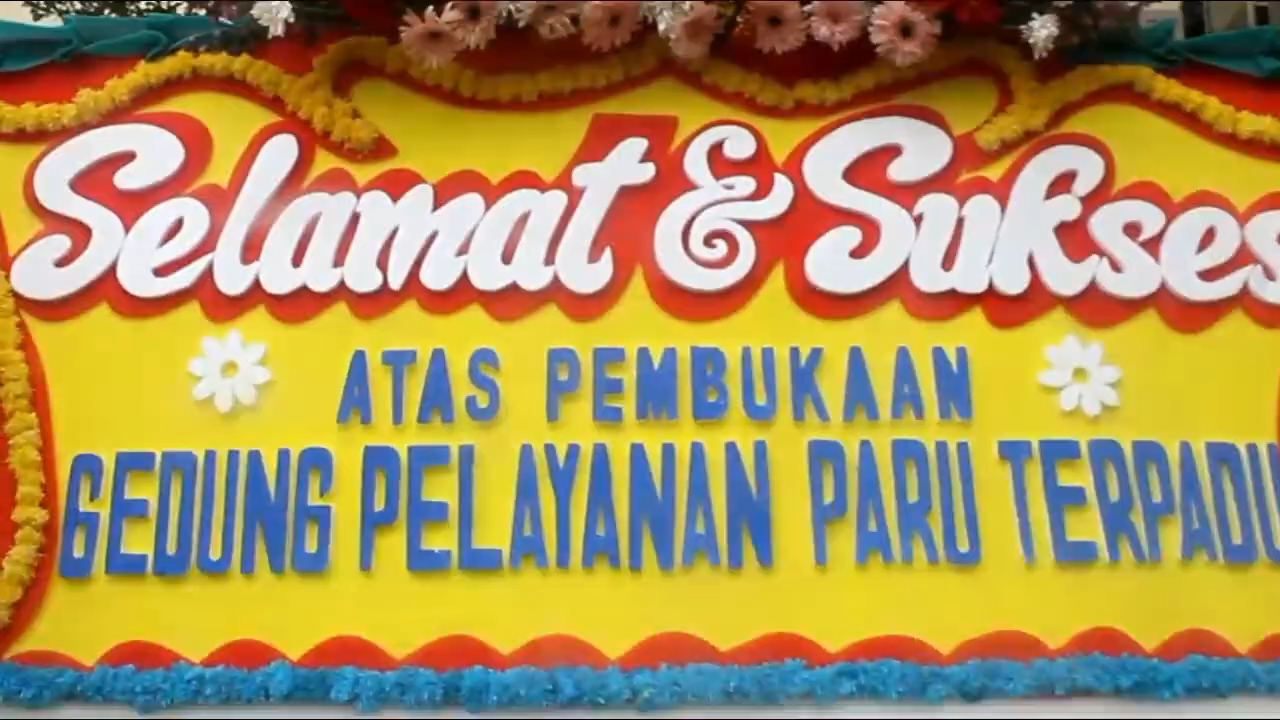 Selamat & Sukses
ATAS PEMBUKAAN
GEDUNG PELAYANAN PARU TERPADU